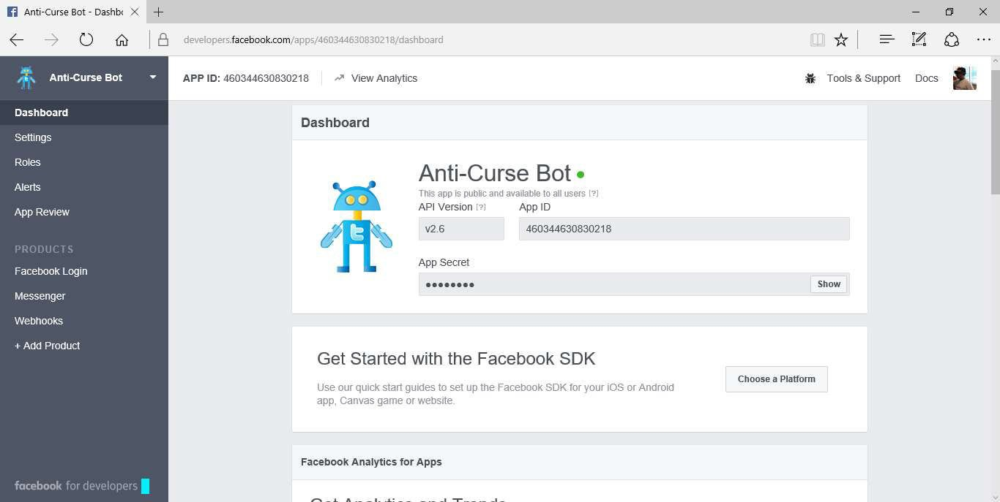 Anti-Curse Bot - Dashbo
developers.facebook.com/apps/460344630830218/dashboard
Anti-Curse Bot
APP ID: 460344630830218
View Analytics
Tools & Support
Docs
Dashboard
Settings
Roles
Alerts
App Review
PRODUCTS
Facebook Login
Messenger
Webhooks
+ Add Product
facebook for developers
Dashboard
Anti-Curse Bot
This app is public and available to all users [?]
API Version [?]
App ID
v2.6
460344630830218
App Secret
●●●●●●●●
Show
Get Started with the Facebook SDK
Use our quick start guides to set up the Facebook SDK for your iOS or Android
app, Canvas game or website.
Choose a Platform
Facebook Analytics for Apps
Get Analytics and Trends